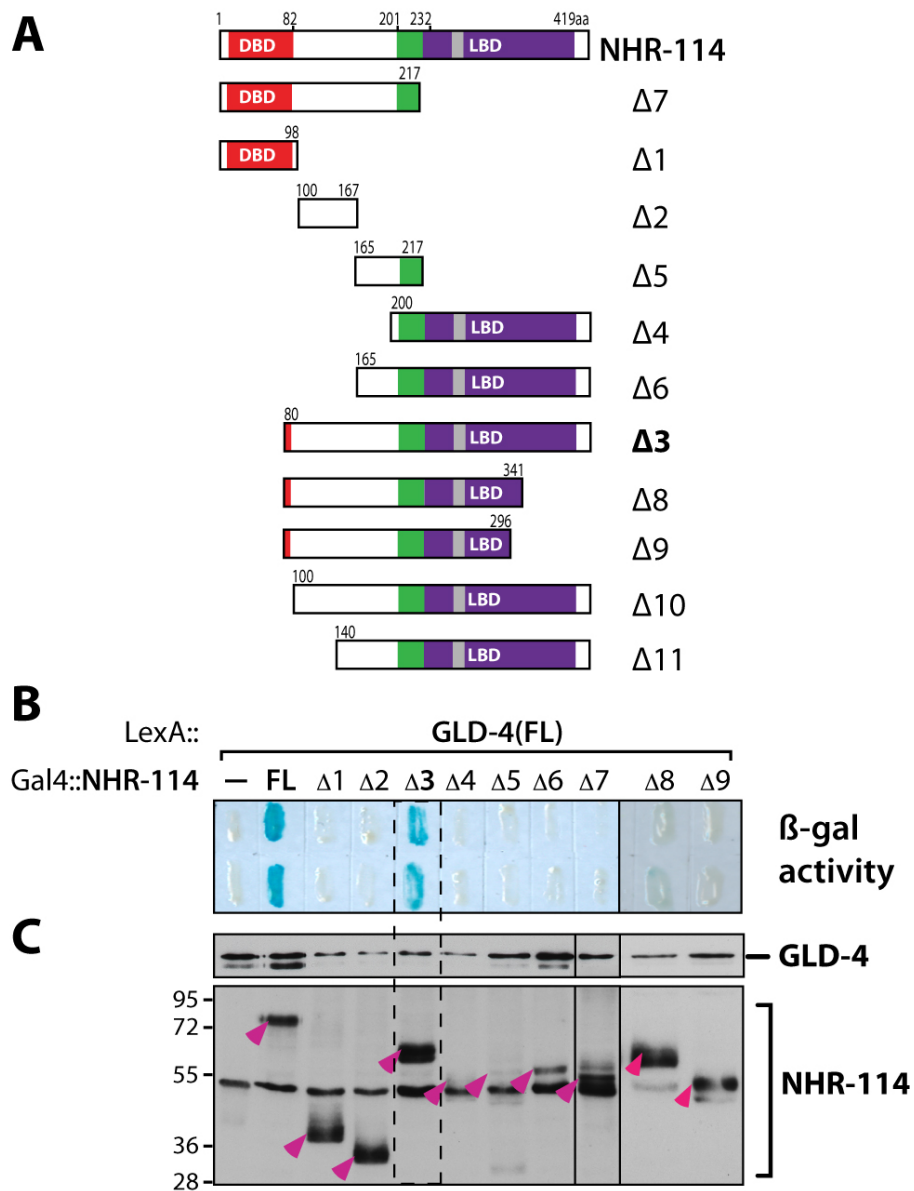 A
1 82 201 232 419aa
DBD LBD NHR-114
217
DBD Δ7
98
DBD Δ1
100 167
Δ2
165 217
Δ5
200
LBD Δ4
165
LBD Δ6
80
LBD Δ3
341
LBD Δ8
296
LBD Δ9
100
LBD Δ10
140
LBD Δ11
B
LexA:: GLD-4(FL)
Gal4::NHR-114 — FL Δ1 Δ2 Δ3 Δ4 Δ5 Δ6 Δ7 Δ8 Δ9
ß-gal
activity
C
GLD-4
95
72
55
NHR-114
36
28